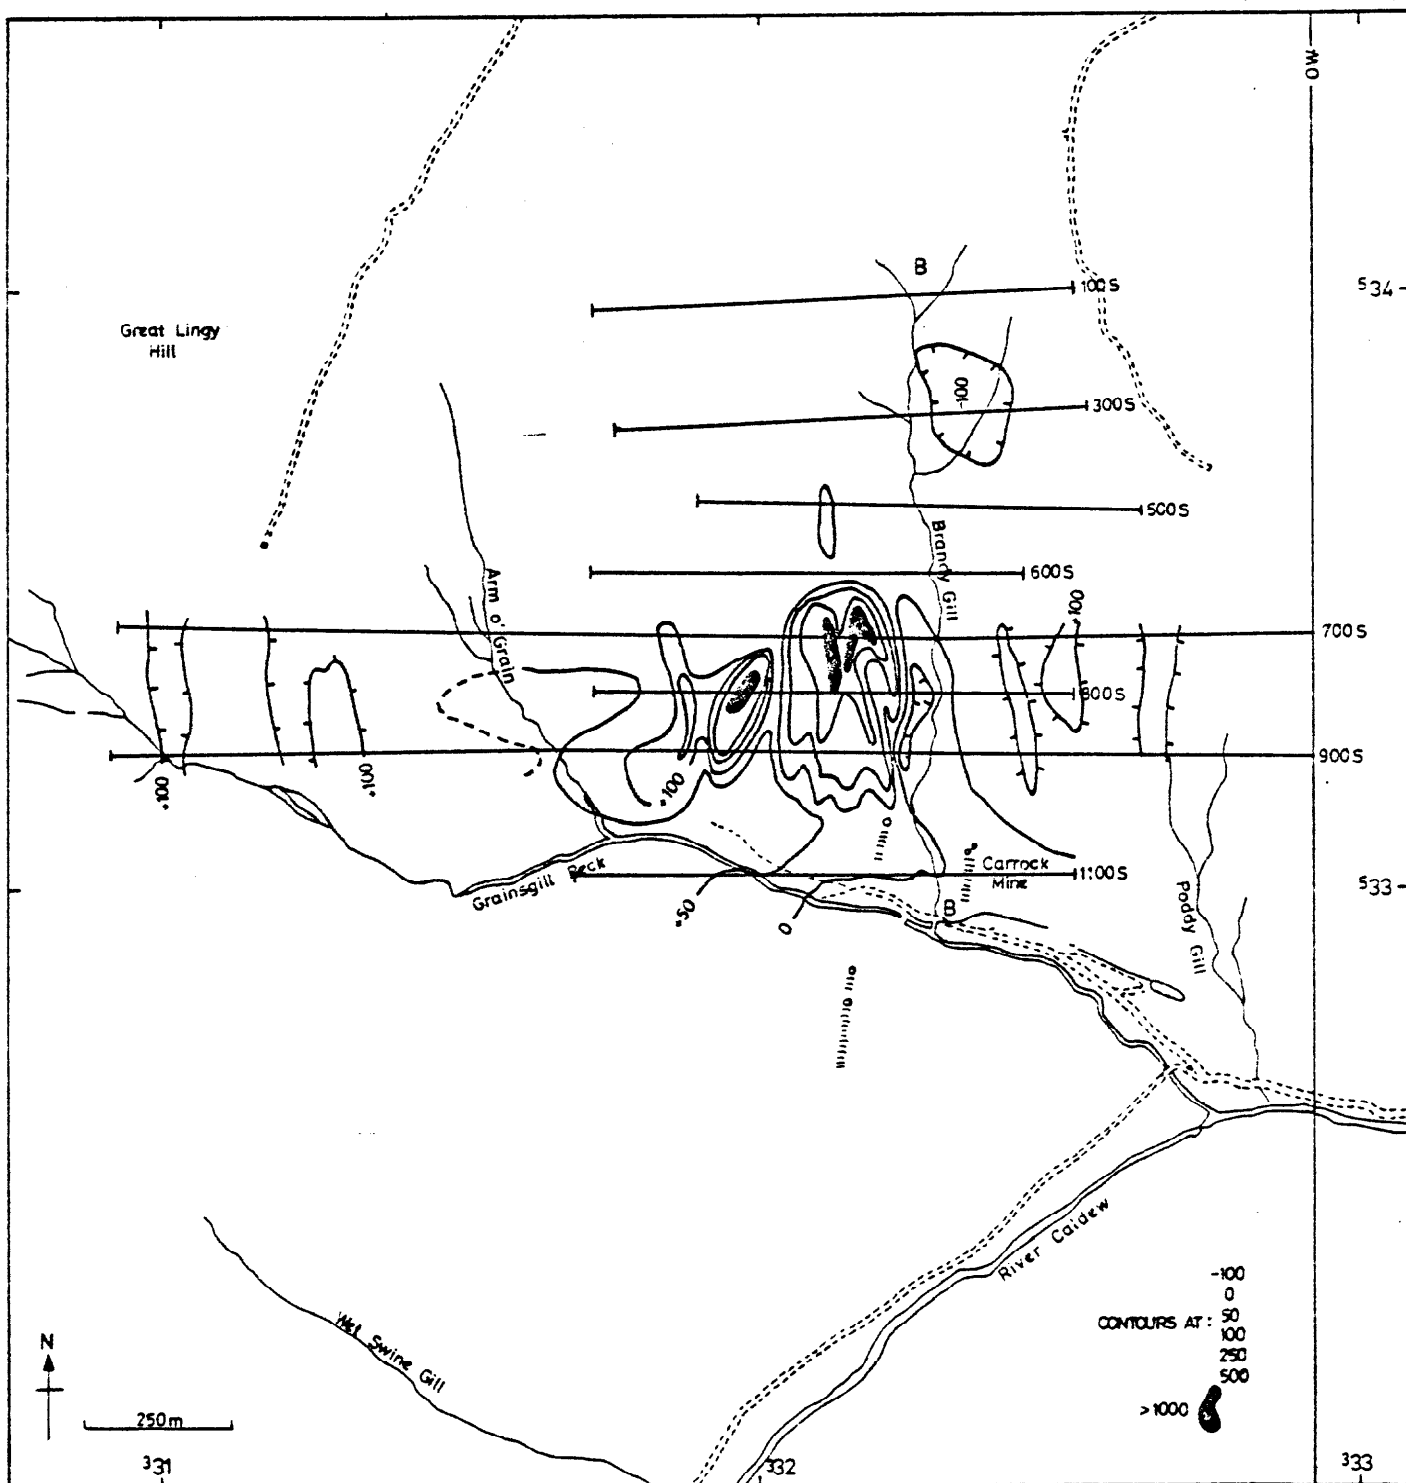 0W
B
100S
534
Great Lingy
Hill
-100
300S
500S
Brandy Gill
600S
Arm o' Grain
-100
700S
800S
900S
+100
+100
+100
Carrock
Mine
1100S
533
Grainsgill Beck
+50
0
B
Poddy Gill
River Caldew
-100
0
CONTOURS AT : 50
100
250
500
>1000
Wet Swine Gill
N
250m
331
332
333